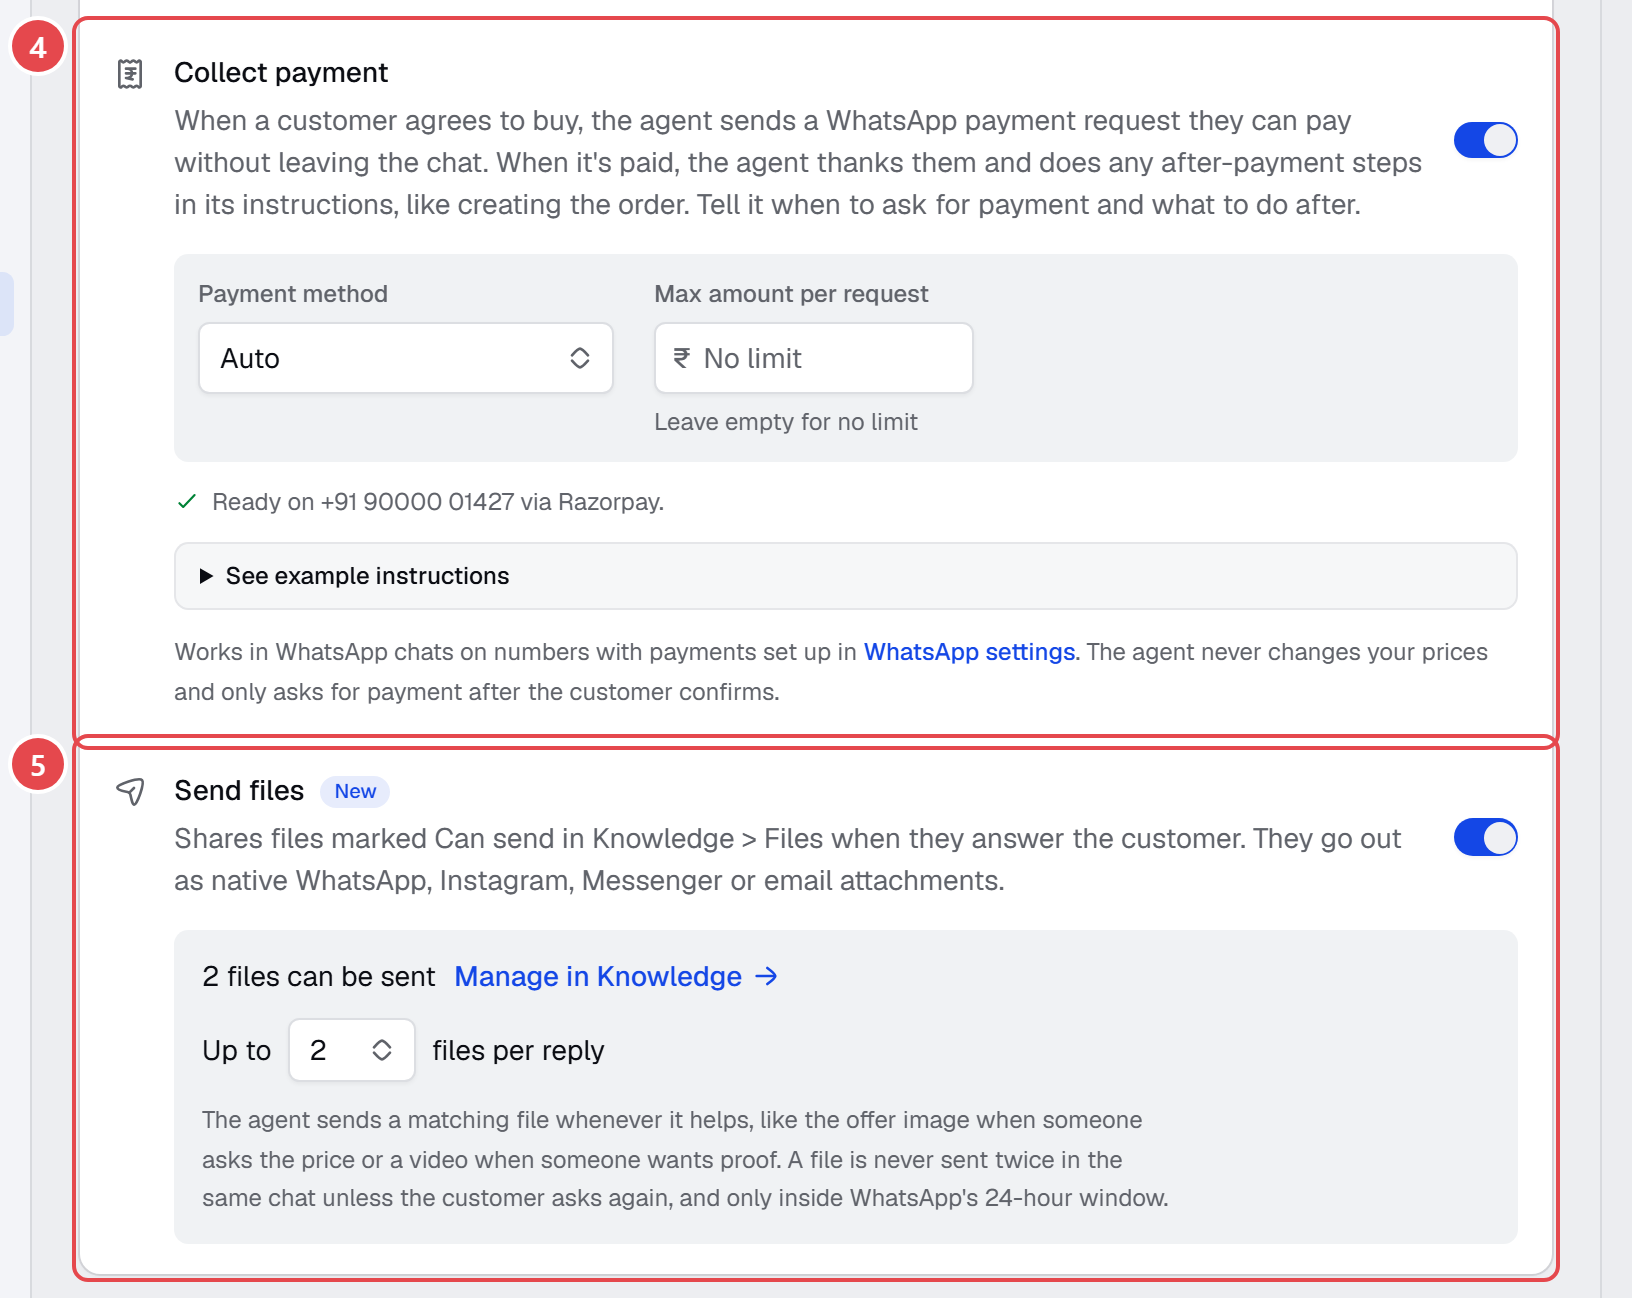 4
Collect payment
When a customer agrees to buy, the agent sends a WhatsApp payment request they can pay
without leaving the chat. When it's paid, the agent thanks them and does any after-payment steps
in its instructions, like creating the order. Tell it when to ask for payment and what to do after.
Payment method
Max amount per request
Auto
₹ No limit
Leave empty for no limit
Ready on +91 90000 01427 via Razorpay.
See example instructions
Works in WhatsApp chats on numbers with payments set up in WhatsApp settings. The agent never changes your prices
and only asks for payment after the customer confirms.
5
Send files New
Shares files marked Can send in Knowledge > Files when they answer the customer. They go out
as native WhatsApp, Instagram, Messenger or email attachments.
2 files can be sent Manage in Knowledge →
Up to 2 files per reply
The agent sends a matching file whenever it helps, like the offer image when someone
asks the price or a video when someone wants proof. A file is never sent twice in the
same chat unless the customer asks again, and only inside WhatsApp's 24-hour window.